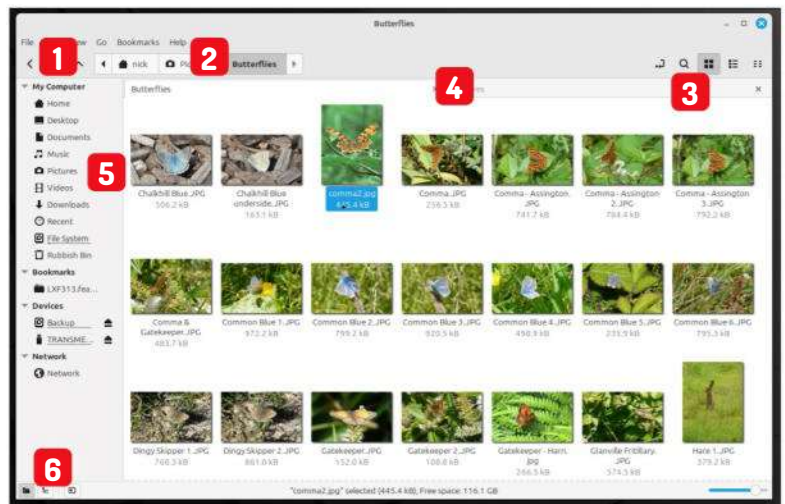 Butterflies
File
Go
Bookmarks
Help
1
2
nick
Butterflies
3
My Computer
Home
Desktop
Documents
Music
Pictures
Videos
Downloads
Recent
File System
Rubbish Bin
Bookmarks
LXF313.fea...
Devices
Backup
TRANSME...
Network
Network
5
6
Butterflies
4
Chalkhill Blue.JPG
506.2 kB
Chalkhill Blue
underside.JPG
163.1 kB
comma2.jpg
445.4 kB
Comma.JPG
256.5 kB
Comma - Assington.
JPG
741.7 kB
Comma - Assington
2.JPG
784.4 kB
Comma - Assington
3.JPG
792.2 kB
Comma &
Gatekeeper.JPG
483.7 kB
Common Blue 1.JPG
972.2 kB
Common Blue 2.JPG
799.2 kB
Common Blue 3.JPG
920.5 kB
Common Blue 4.JPG
498.9 kB
Common Blue 5.JPG
235.9 kB
Common Blue 6.JPG
795.3 kB
Dingy Skipper 1.JPG
768.3 kB
Dingy Skipper 2.JPG
861.0 kB
Gatekeeper.JPG
152.0 kB
Gatekeeper 2.JPG
108.8 kB
Gatekeeper - Harri.
jpg
266.5 kB
Glanville Fritillary.
JPG
574.3 kB
Hare 1.JPG
379.2 kB
"comma2.jpg" selected (445.4 kB), Free space: 116.1 GB